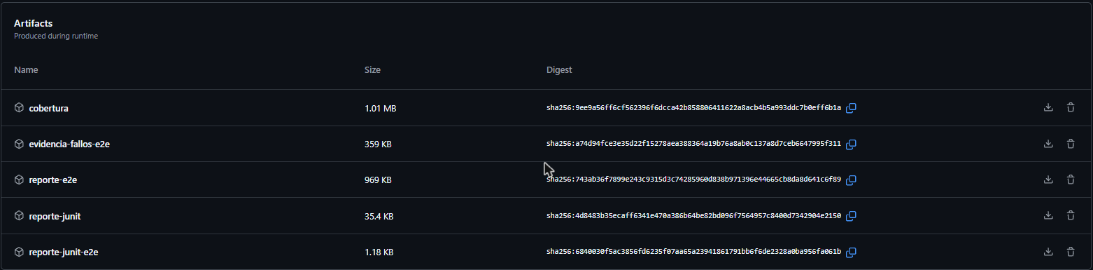 Artifacts
Produced during runtime
Name Size Digest
cobertura 1.01 MB sha256:9ee9a56ff6cf562396f6dcca42b858806411622a8acb4b5a993ddc7b0eff6b1a
evidencia-fallos-e2e 359 KB sha256:a74d94fce3e35d22f15278aea388364a19b76a8ab0c137a8d7ceb6647995f311
reporte-e2e 969 KB sha256:743ab36f7899e243c9315d3c74285960d838b971396e44665cb8da8d641c6f89
reporte-junit 35.4 KB sha256:4d8483b35ecaff6341e470a386b64be82bd096f7564957c8400d7342904e2150
reporte-junit-e2e 1.18 KB sha256:6840030f5ac3856fd6235f07aa65a23941861791bb6f6de2328a0ba956fa061b